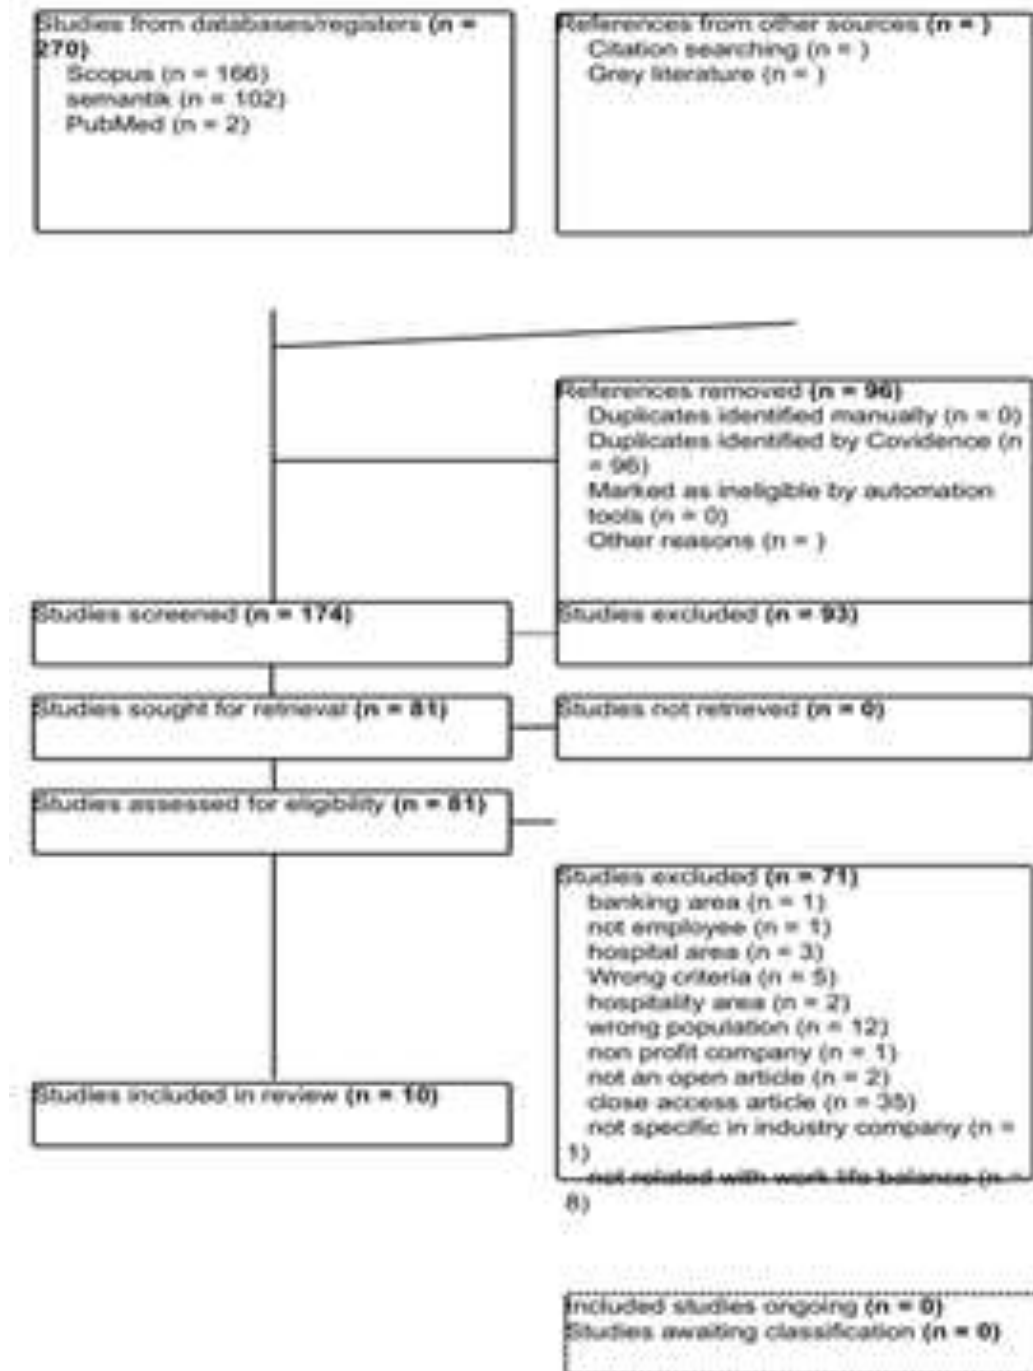 Studies from databases/registers (n =
270)
Scopus (n = 166)
semantik (n = 102)
PubMed (n = 2)
References from other sources (n = )
Citation searching (n = )
Grey literature (n = )
References removed (n = 96)
Duplicates identified manually (n = 0)
Duplicates identified by Covidence (n
= 96)
Marked as ineligible by automation
tools (n = 0)
Other reasons (n = )
Studies screened (n = 174)
Studies excluded (n = 93)
Studies sought for retrieval (n = 81)
Studies not retrieved (n = 0)
Studies assessed for eligibility (n = 81)
Studies excluded (n = 71)
banking area (n = 1)
not employee (n = 1)
hospital area (n = 3)
Wrong criteria (n = 5)
hospitality area (n = 2)
wrong population (n = 12)
non profit company (n = 1)
not an open article (n = 2)
close access article (n = 35)
not specific in industry company (n =
1)
not related with work life balance (n =
8)
Studies included in review (n = 10)
Included studies ongoing (n = 0)
Studies awaiting classification (n = 0)